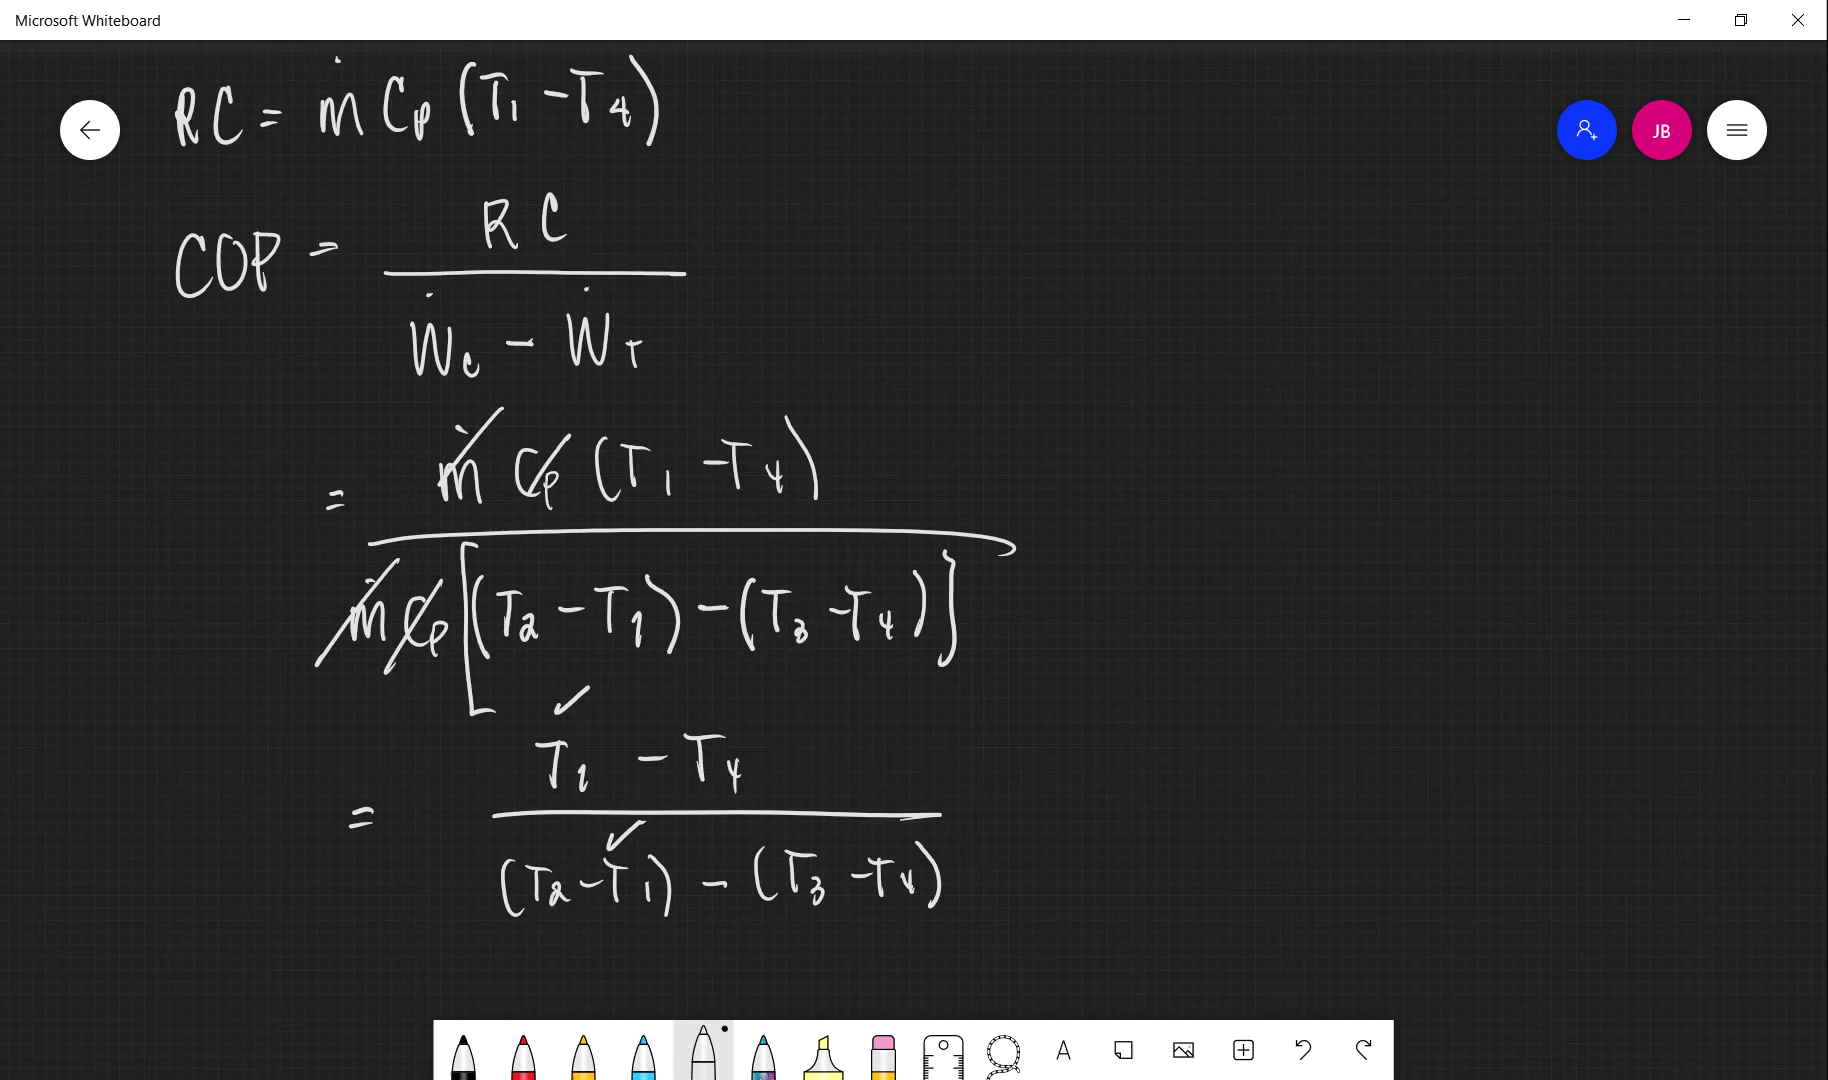 Microsoft Whiteboard
RC = ṁ Cp (T1 - T4)
JB
COP = RC
Ẇc - ẆT
= ṁ Cp (T1 - T4)
ṁ Cp [(T2 - T1) - (T3 - T4)]
✓
= T1 - T4
✓
(T2 - T1) - (T3 - T4)
A